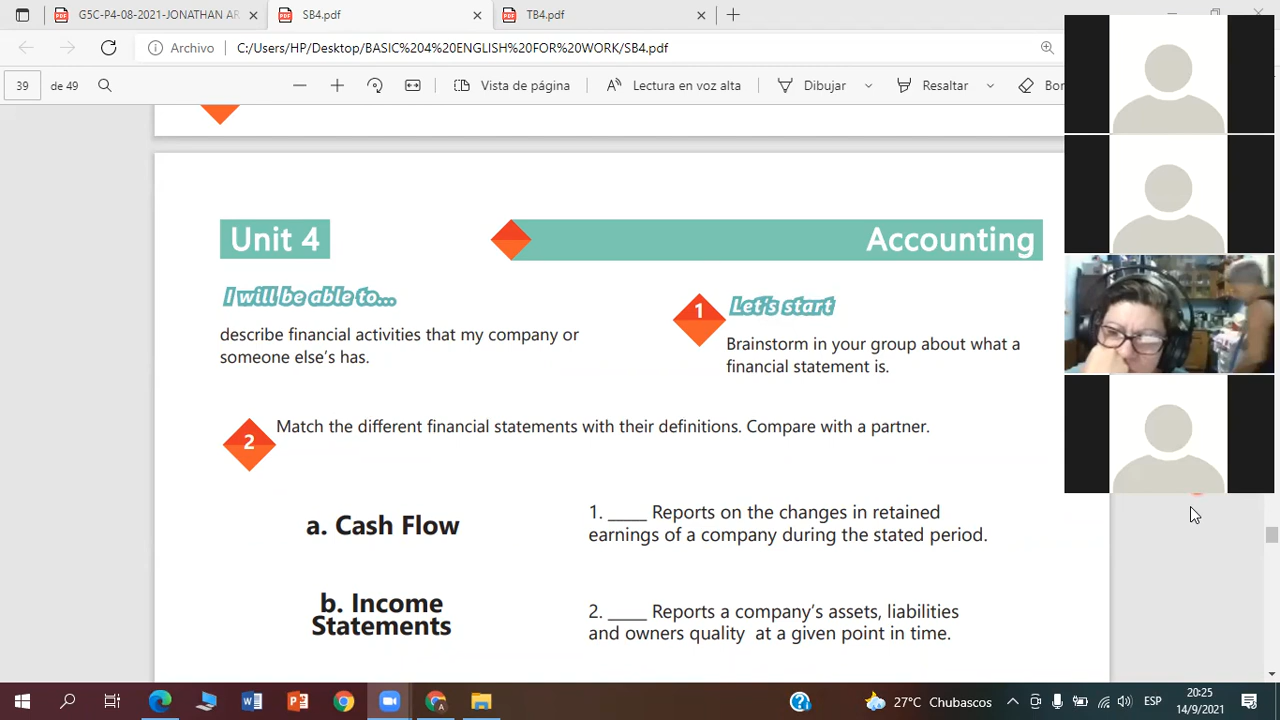 G5C-P4-08-2021-JONATHAN AR
SB4.pdf
TB4.pdf
Archivo
C:/Users/HP/Desktop/BASIC%204%20ENGLISH%20FOR%20WORK/SB4.pdf
39
de 49
Vista de página
Lectura en voz alta
Dibujar
Resaltar
Bor
Unit 4
Accounting
I will be able to...
describe financial activities that my company or
someone else's has.
1
Let's start
Brainstorm in your group about what a
financial statement is.
2
Match the different financial statements with their definitions. Compare with a partner.
a. Cash Flow
1. ____ Reports on the changes in retained
earnings of a company during the stated period.
b. Income
Statements
2. ____ Reports a company's assets, liabilities
and owners quality at a given point in time.
27°C Chubascos
ESP
20:25
14/9/2021